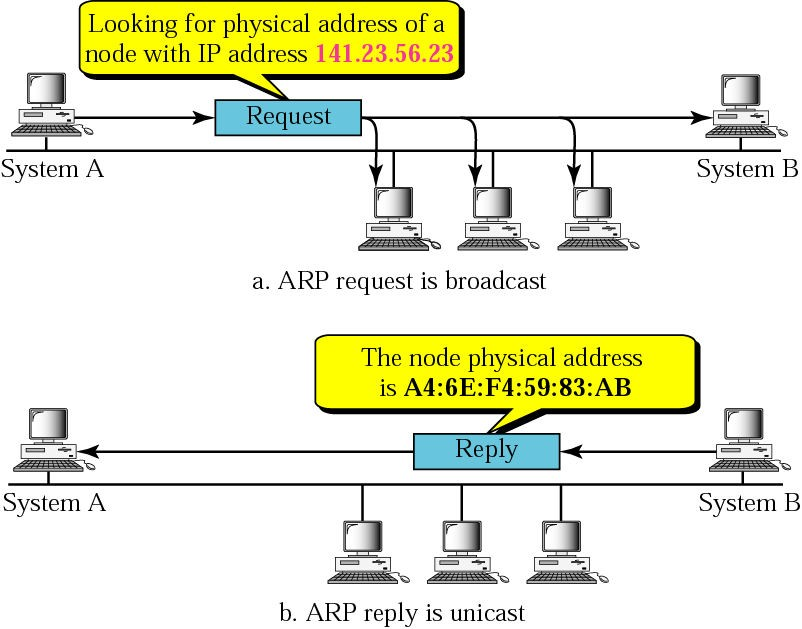 Looking for physical address of a
node with IP address 141.23.56.23
Request
System A
System B
a. ARP request is broadcast
The node physical address
is A4:6E:F4:59:83:AB
Reply
System A
System B
b. ARP reply is unicast